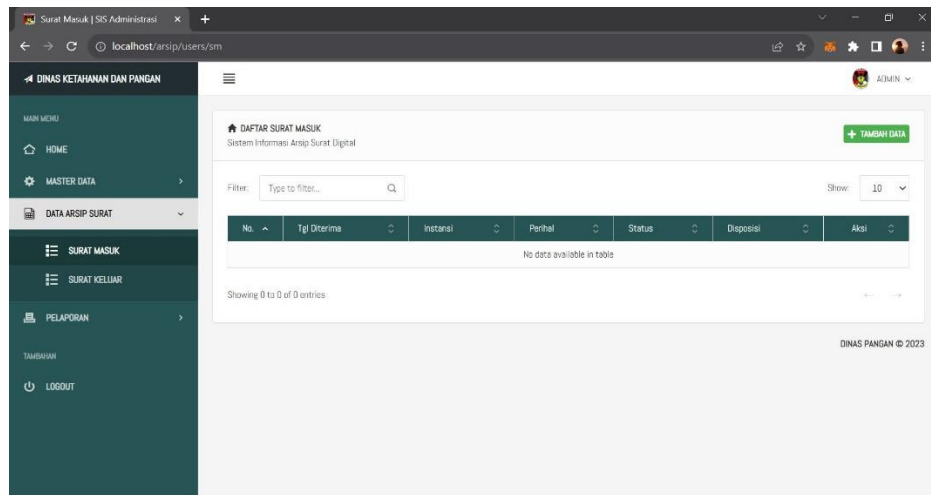 Surat Masuk | SIS Administrasi
localhost/arsip/users/sm
DINAS KETAHANAN DAN PANGAN
ADMIN
MAIN MENU
HOME
MASTER DATA
DATA ARSIP SURAT
SURAT MASUK
SURAT KELUAR
PELAPORAN
TAMBAHAN
LOGOUT
DAFTAR SURAT MASUK
Sistem Informasi Arsip Surat Digital
+ TAMBAH DATA
Filter: Type to filter... Show: 10
No. Tgl Diterima Instansi Perihal Status Disposisi Aksi
No data available in table
Showing 0 to 0 of 0 entries
DINAS PANGAN © 2023